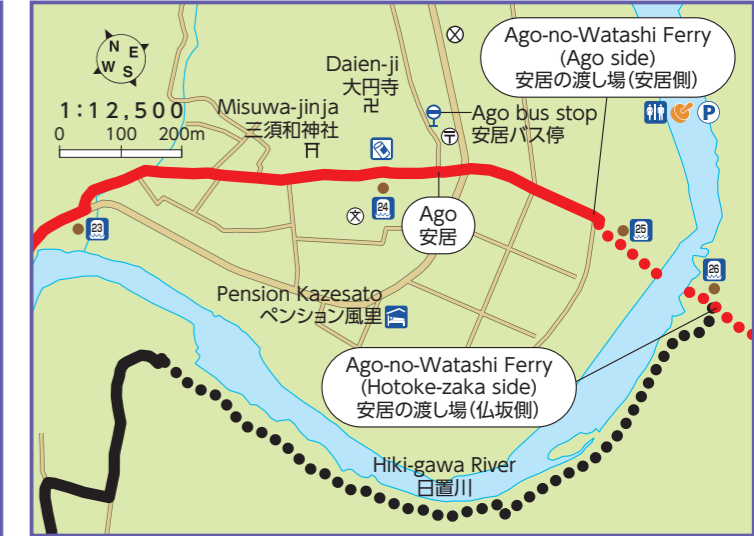 N
E
W
S
1:12,500
0 100 200m
Misuwa-jinja
三須和神社
Daien-ji
大円寺
Ago bus stop
安居バス停
Ago-no-Watashi Ferry
(Ago side)
安居の渡し場(安居側)
P
文
24
23
Ago
安居
25
26
Pension Kazesato
ペンション風里
Ago-no-Watashi Ferry
(Hotoke-zaka side)
安居の渡し場(仏坂側)
Hiki-gawa River
日置川